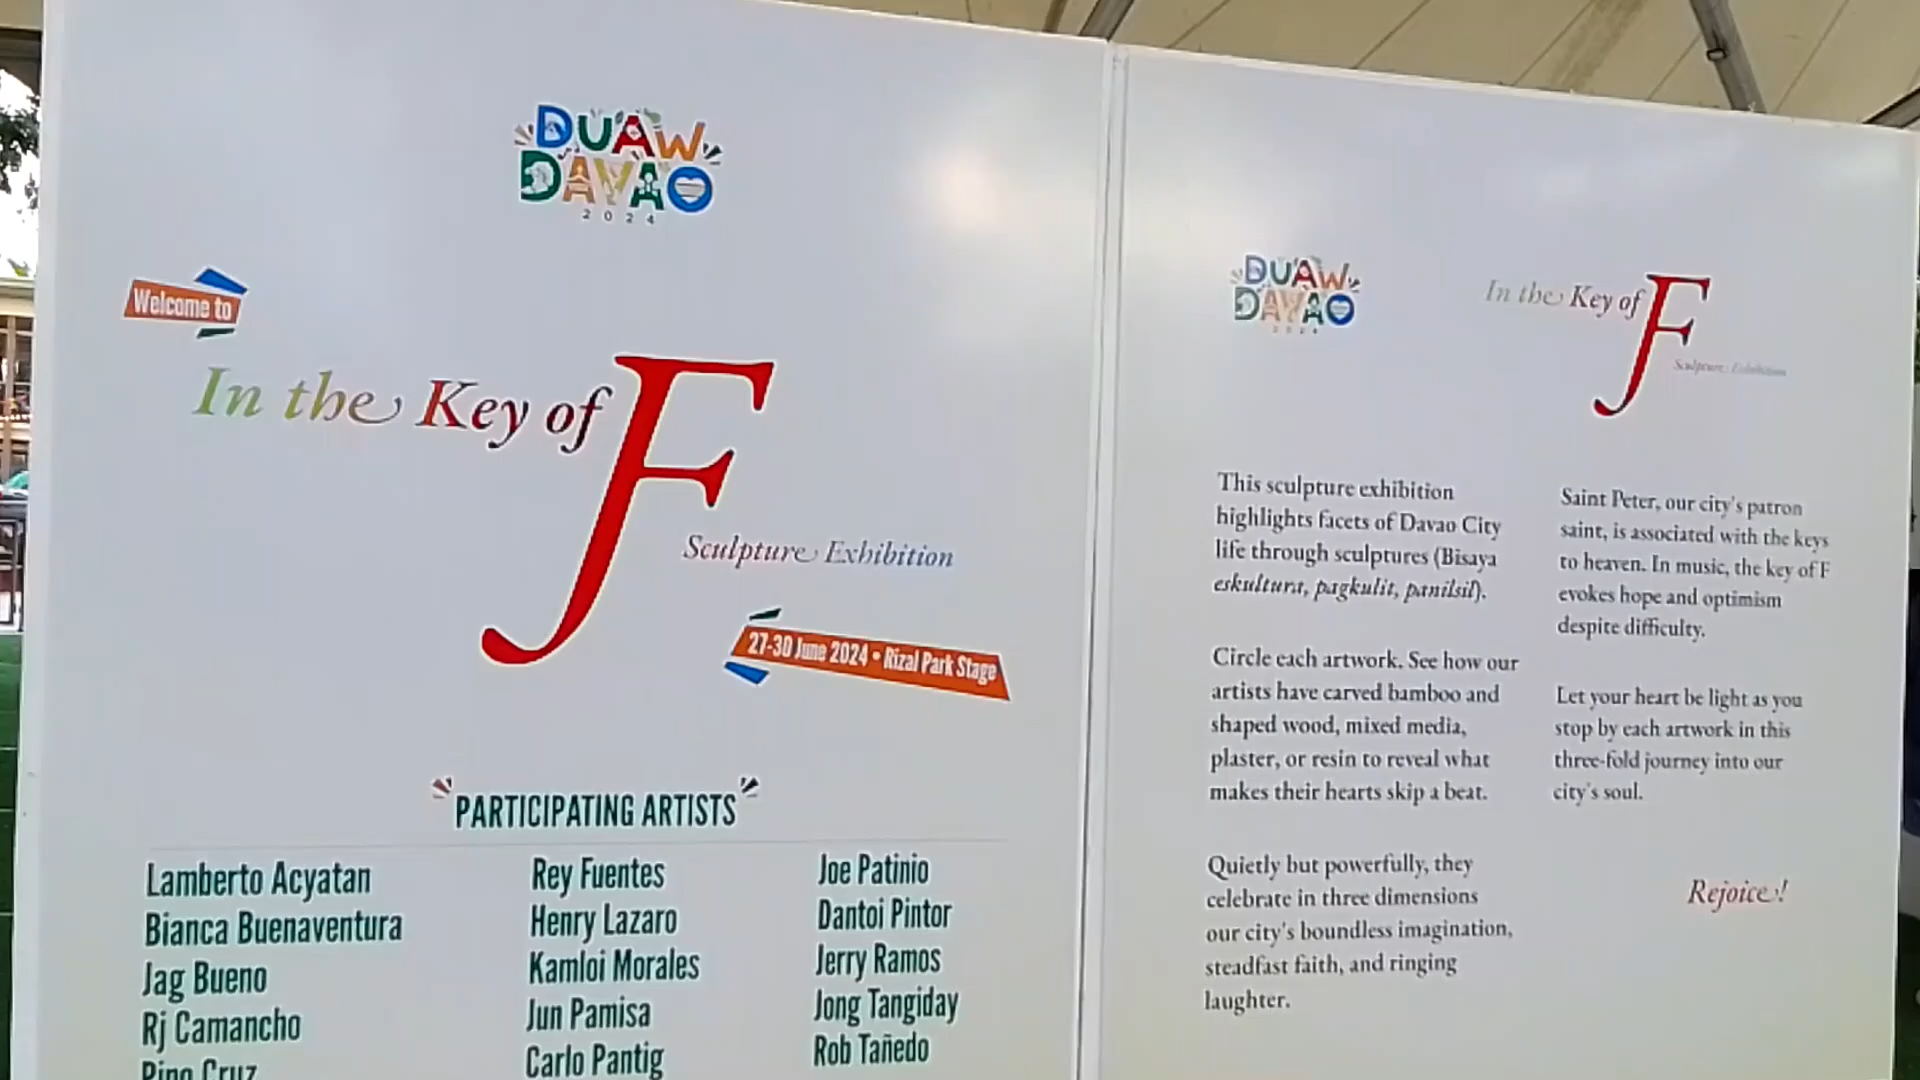 DUAW
DAVAO
2024
Welcome to
In the Key of F
Sculpture Exhibition
27-30 June 2024 • Rizal Park Stage
PARTICIPATING ARTISTS
Lamberto Acyatan
Bianca Buenaventura
Jag Bueno
Rj Camancho
Cruz
Rey Fuentes
Henry Lazaro
Kamloi Morales
Jun Pamisa
Carlo Pantig
Joe Patinio
Dantoi Pintor
Jerry Ramos
Jong Tangiday
Rob Tañedo
DUAW
DAVAO
2024
In the Key of F
Sculpture Exhibition
This sculpture exhibition
highlights facets of Davao City
life through sculptures (Bisaya
eskultura, pagkulit, panilsil).
Circle each artwork. See how our
artists have carved bamboo and
shaped wood, mixed media,
plaster, or resin to reveal what
makes their hearts skip a beat.
Quietly but powerfully, they
celebrate in three dimensions
our city's boundless imagination,
steadfast faith, and ringing
laughter.
Saint Peter, our city's patron
saint, is associated with the keys
to heaven. In music, the key of F
evokes hope and optimism
despite difficulty.
Let your heart be light as you
stop by each artwork in this
three-fold journey into our
city's soul.
Rejoice!